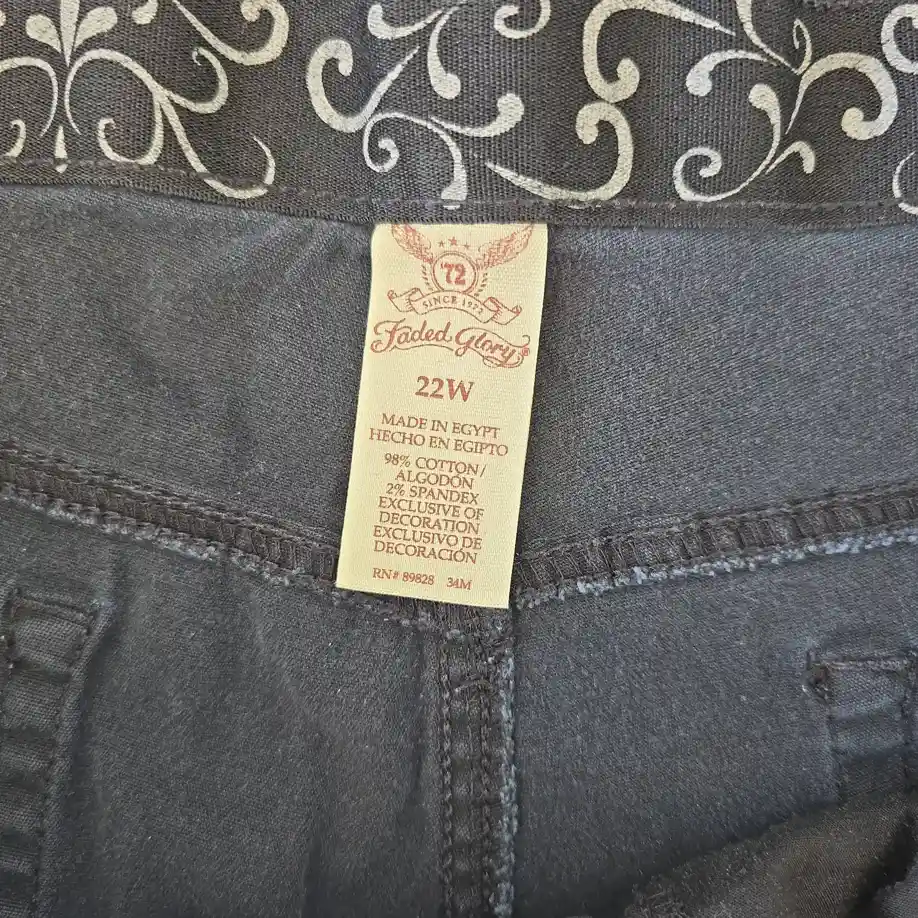 '72
SINCE 1972
Faded Glory®
22W
MADE IN EGYPT
HECHO EN EGIPTO
98% COTTON/
ALGODÓN
2% SPANDEX
EXCLUSIVE OF
DECORATION
EXCLUSIVO DE
DECORACIÓN
RN# 89828 34M